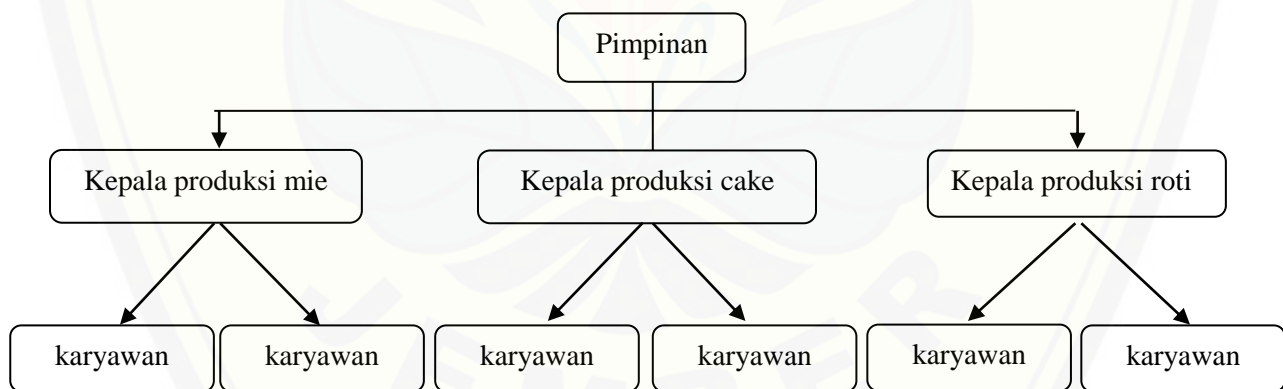 Pimpinan
Kepala produksi mie
Kepala produksi cake
Kepala produksi roti
karyawan
karyawan
karyawan
karyawan
karyawan
karyawan